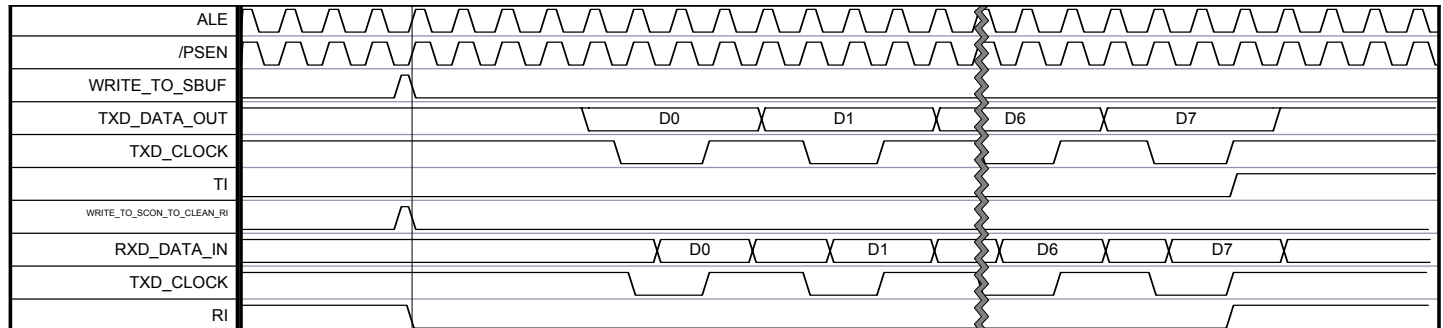 ALE
/PSEN
WRITE_TO_SBUF
TXD_DATA_OUT D0 D1 D6 D7
TXD_CLOCK
TI
WRITE_TO_SCON_TO_CLEAN_RI
RXD_DATA_IN D0 D1 D6 D7
TXD_CLOCK
RI